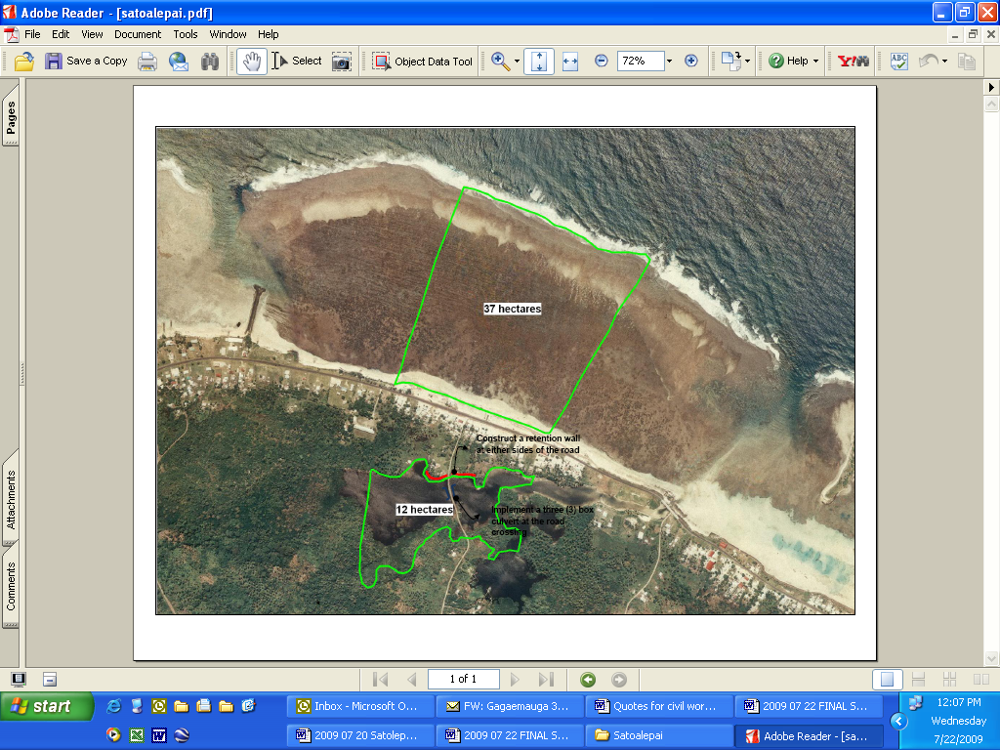 Adobe Reader - [satoalepai.pdf]
File Edit View Document Tools Window Help
Save a Copy Select Object Data Tool 72% Help Y!
ABC
Pages
37 hectares
Construct a retention wall
at either sides of the road
12 hectares
Implement a three (3) box
culvert at the road
crossing
Attachments
Comments
1 of 1
start
Inbox - Microsoft O...
FW: Gagaemauga 3...
Quotes for civil wor...
2009 07 22 FINAL S...
2009 07 20 Satolep...
2009 07 22 FINAL S...
Satoalepai
Adobe Reader - [sa...
12:07 PM
Wednesday
7/22/2009